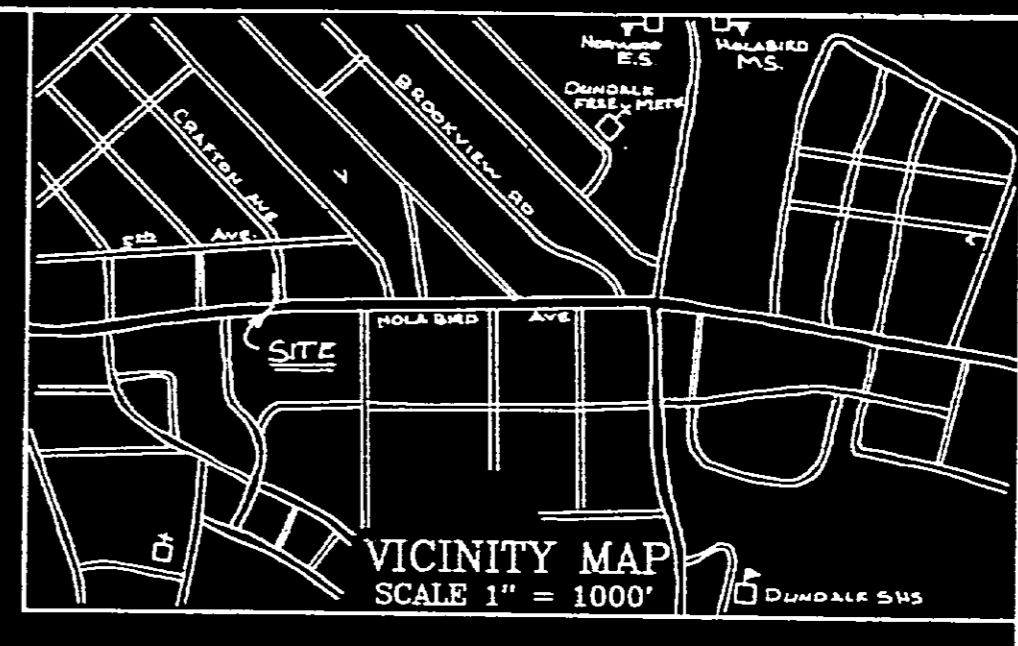 NORWOOD
E.S.
HOLABIRD
MS.
DUNDALK
FREE METH
BROOKVIEW RD
CRAFTON AVE
5TH AVE.
HOLABIRD AVE
SITE
VICINITY MAP
SCALE 1" = 1000'
DUNDALK SHS